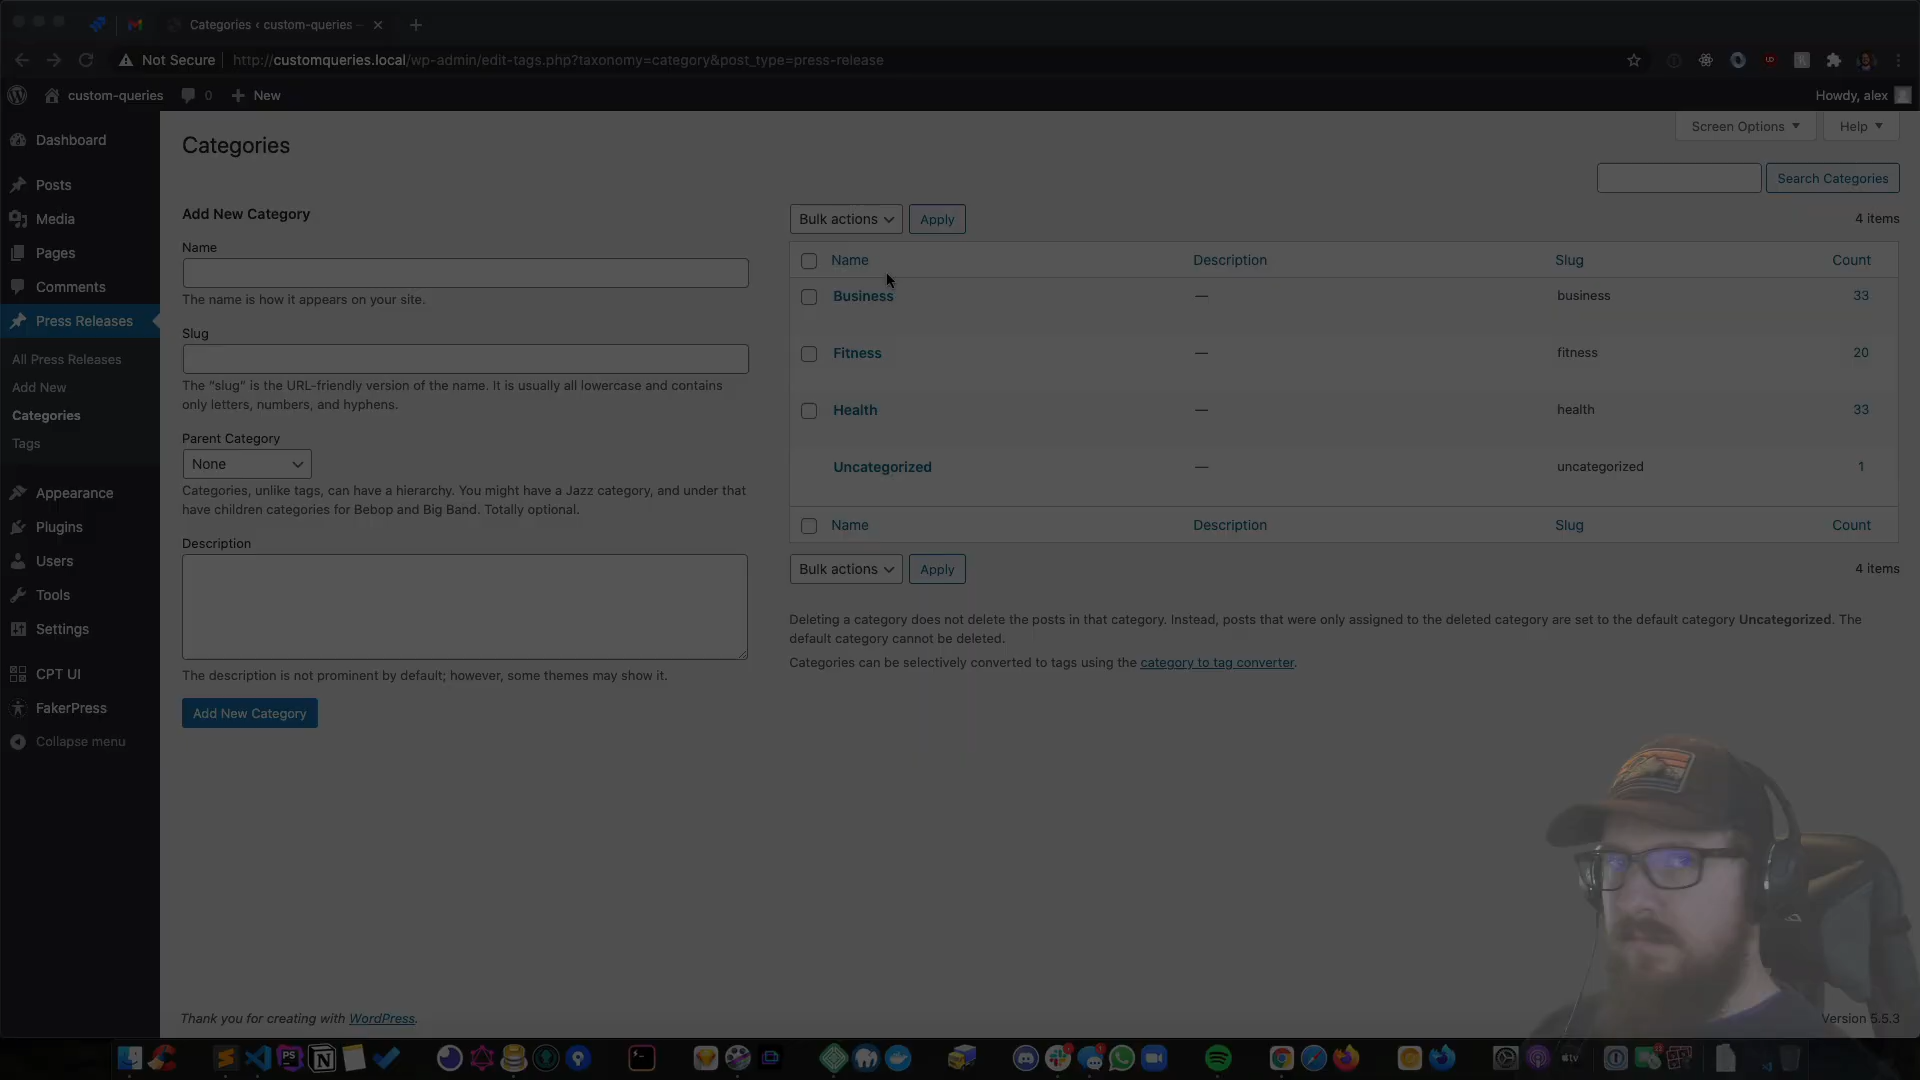 Categories ‹ custom-queries
Not Secure
http://customqueries.local/wp-admin/edit-tags.php?taxonomy=category&post_type=press-release
custom-queries
0
New
Howdy, alex
Dashboard
Posts
Media
Pages
Comments
Press Releases
All Press Releases
Add New
Categories
Tags
Appearance
Plugins
Users
Tools
Settings
CPT UI
FakerPress
Collapse menu
Screen Options
Help
Categories
Search Categories
Add New Category
Name
The name is how it appears on your site.
Slug
The “slug” is the URL-friendly version of the name. It is usually all lowercase and contains
only letters, numbers, and hyphens.
Parent Category
None
Categories, unlike tags, can have a hierarchy. You might have a Jazz category, and under that
have children categories for Bebop and Big Band. Totally optional.
Description
The description is not prominent by default; however, some themes may show it.
Add New Category
Bulk actions
Apply
4 items
Name Description Slug Count
Business — business 33
Fitness — fitness 20
Health — health 33
Uncategorized — uncategorized 1
Name Description Slug Count
Bulk actions
Apply
4 items
Deleting a category does not delete the posts in that category. Instead, posts that were only assigned to the deleted category are set to the default category Uncategorized. The
default category cannot be deleted.
Categories can be selectively converted to tags using the category to tag converter.
Thank you for creating with WordPress.
Version 5.5.3